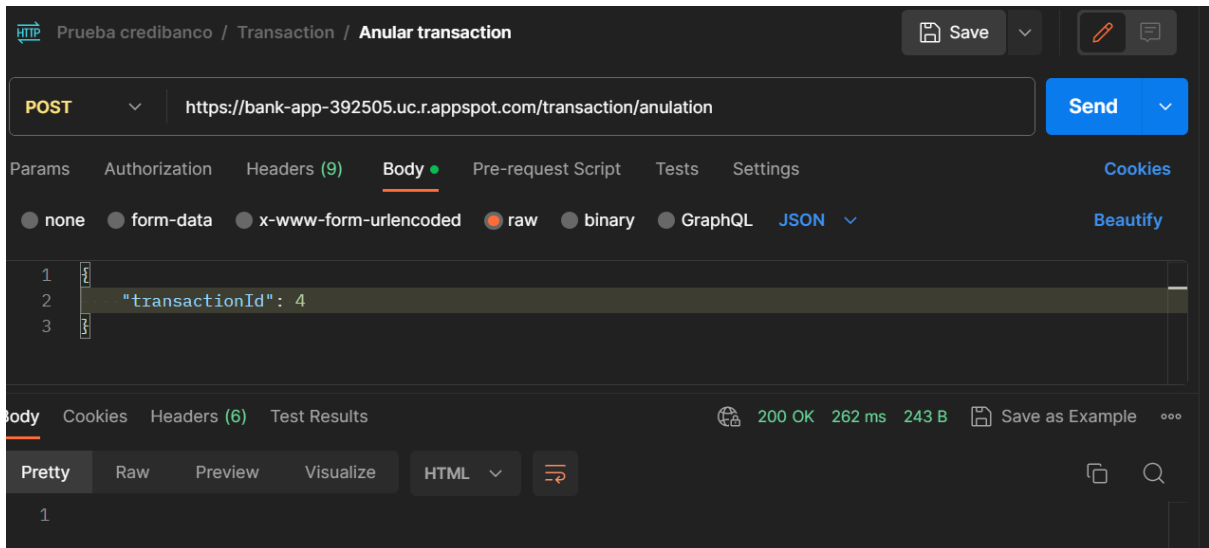 HTTP Prueba credibanco / Transaction / Anular transaction Save
POST https://bank-app-392505.uc.r.appspot.com/transaction/anulation Send
Params Authorization Headers (9) Body Pre-request Script Tests Settings Cookies
none form-data x-www-form-urlencoded raw binary GraphQL JSON Beautify
1 {
2 "transactionId": 4
3 }
Body Cookies Headers (6) Test Results 200 OK 262 ms 243 B Save as Example
Pretty Raw Preview Visualize HTML
1